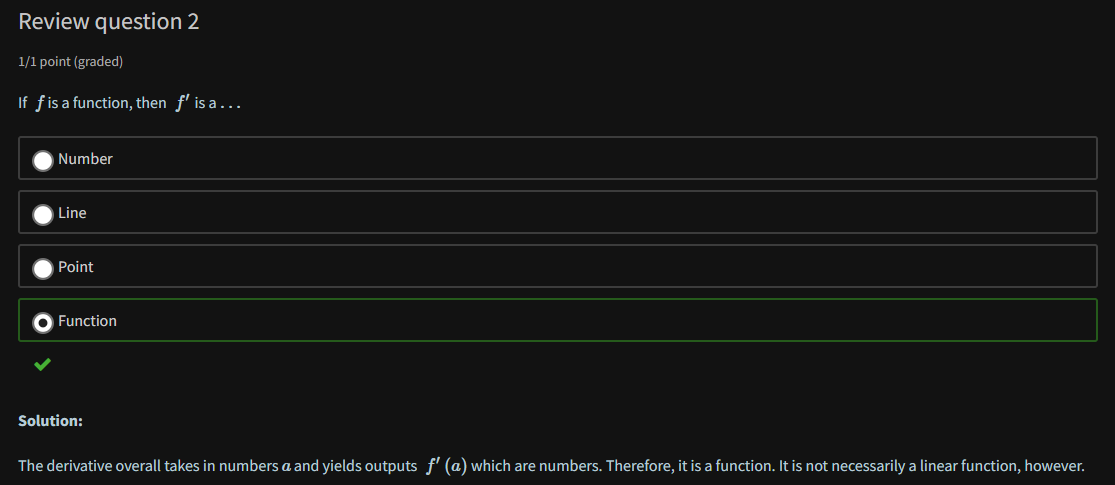 Review question 2
1/1 point (graded)
If f is a function, then f′ is a . . .
Number
Line
Point
Function
Solution:
The derivative overall takes in numbers a and yields outputs f′ (a) which are numbers. Therefore, it is a function. It is not necessarily a linear function, however.